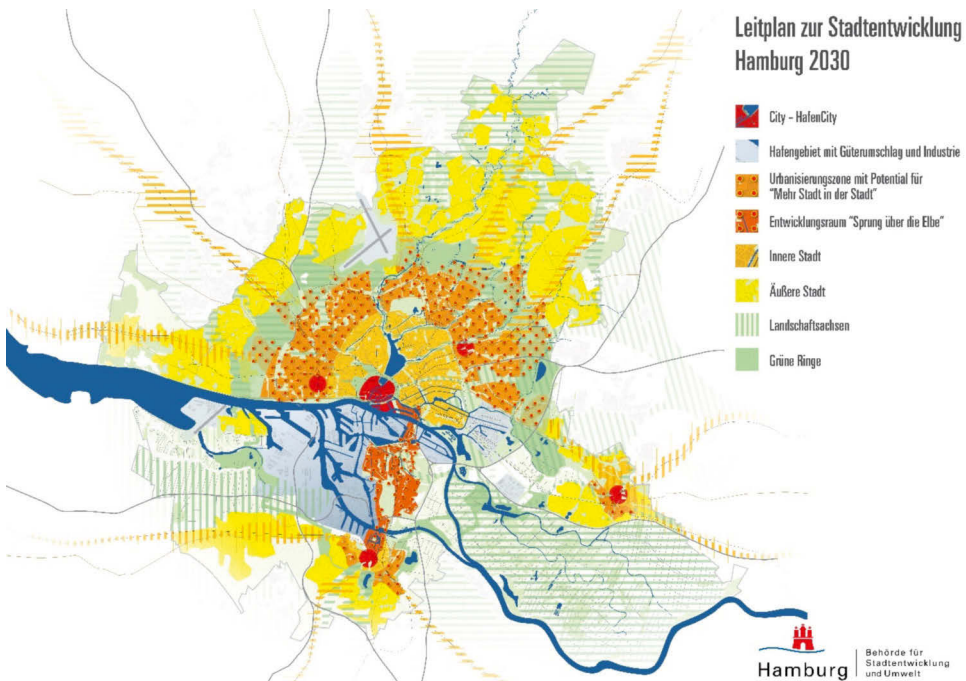 Leitplan zur Stadtentwicklung
Hamburg 2030
City – HafenCity
Hafengebiet mit Güterumschlag und Industrie
Urbanisierungszone mit Potential für
"Mehr Stadt in der Stadt"
Entwicklungsraum "Sprung über die Elbe"
Innere Stadt
Äußere Stadt
Landschaftsachsen
Grüne Ringe
Hamburg
Behörde für
Stadtentwicklung
und Umwelt